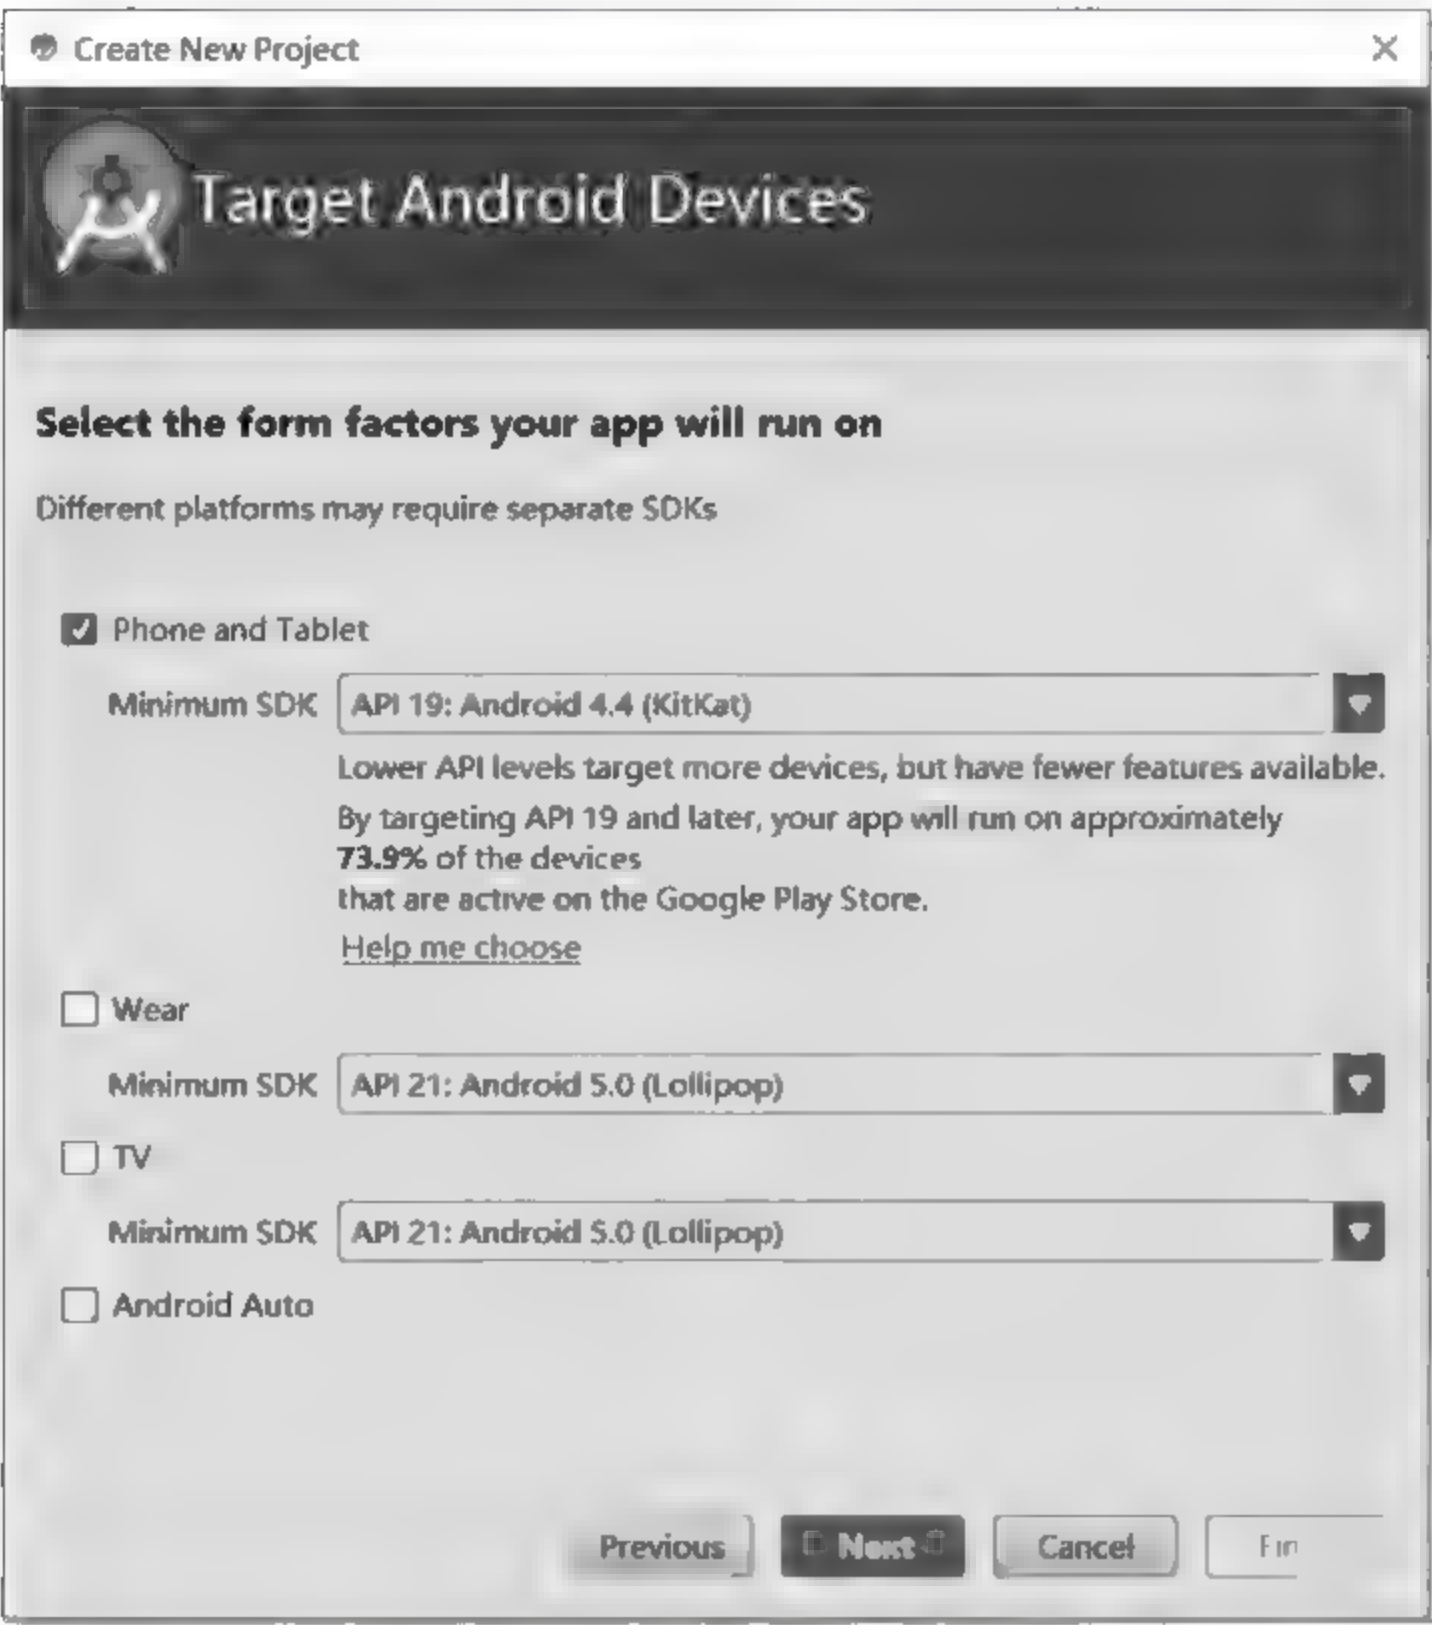 Create New Project
Target Android Devices
Select the form factors your app will run on
Different platforms may require separate SDKs
Phone and Tablet
Minimum SDK API 19: Android 4.4 (KitKat)
Lower API levels target more devices, but have fewer features available.
By targeting API 19 and later, your app will run on approximately
73.9% of the devices
that are active on the Google Play Store.
Help me choose
Wear
Minimum SDK API 21: Android 5.0 (Lollipop)
TV
Minimum SDK API 21: Android 5.0 (Lollipop)
Android Auto
Previous Next Cancel